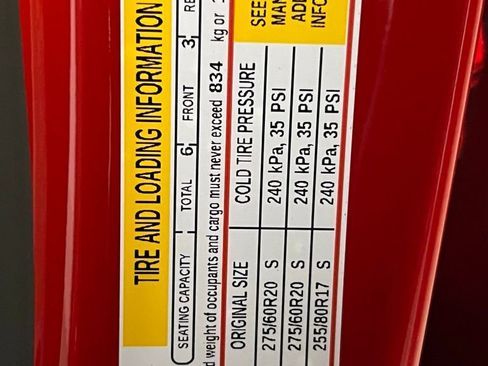 TIRE AND LOADING INFORMATION
SEATING CAPACITY TOTAL 6 FRONT 3
weight of occupants and cargo must never exceed 834 kg or
ORIGINAL SIZE COLD TIRE PRESSURE SEE
275/60R20 S 240 kPa, 35 PSI
275/60R20 S 240 kPa, 35 PSI
255/80R17 S 240 kPa, 35 PSI